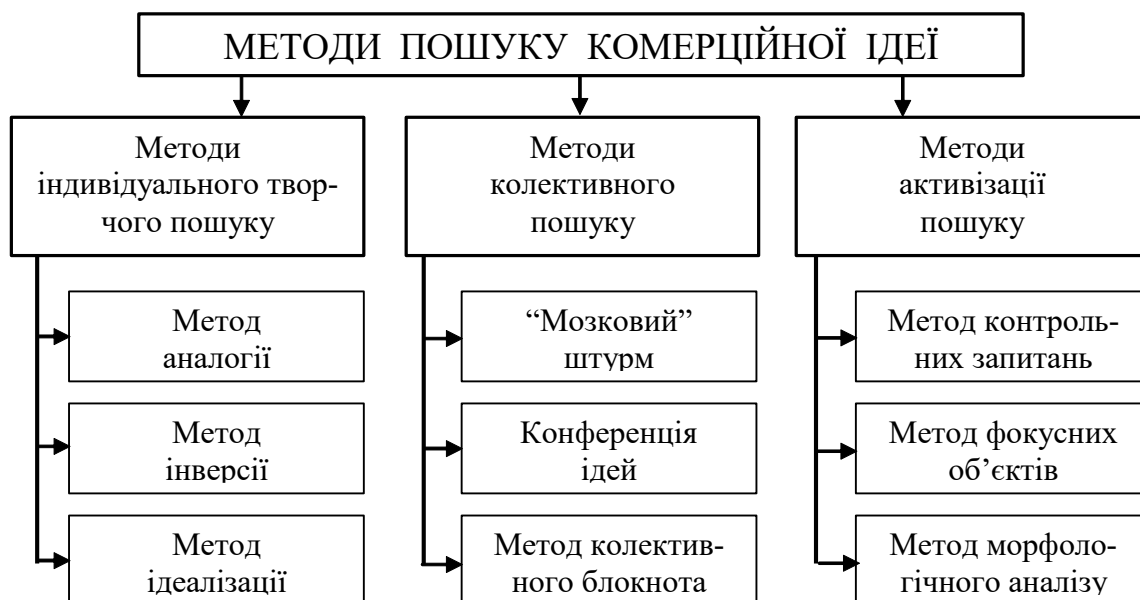 МЕТОДИ ПОШУКУ КОМЕРЦІЙНОЇ ІДЕЇ
Методи
індивідуального твор-
чого пошуку
Методи
колективного
пошуку
Методи
активізації
пошуку
Метод
аналогії
Метод
інверсії
Метод
ідеалізації
“Мозковий”
штурм
Конференція
ідей
Метод колектив-
ного блокнота
Метод контроль-
них запитань
Метод фокусних
об’єктів
Метод морфоло-
гічного аналізу